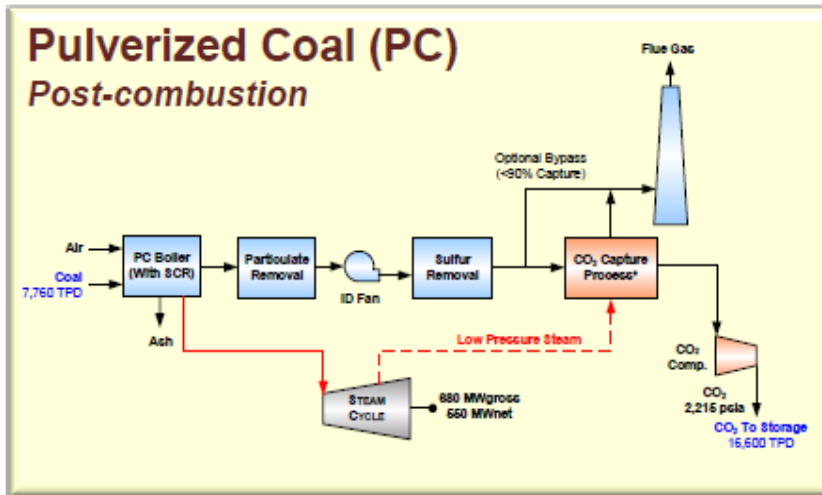 Pulverized Coal (PC)
Post-combustion
Flue Gas
Optional Bypass
(<90% Capture)
Air
Coal
7,760 TPD
PC Boiler
(With SCR)
Particulate
Removal
ID Fan
Sulfur
Removal
CO₂ Capture
Process*
Ash
Low Pressure Steam
STEAM
CYCLE
680 MWgross
550 MWnet
CO₂
Comp.
CO₂
2,215 psia
CO₂ To Storage
16,600 TPD